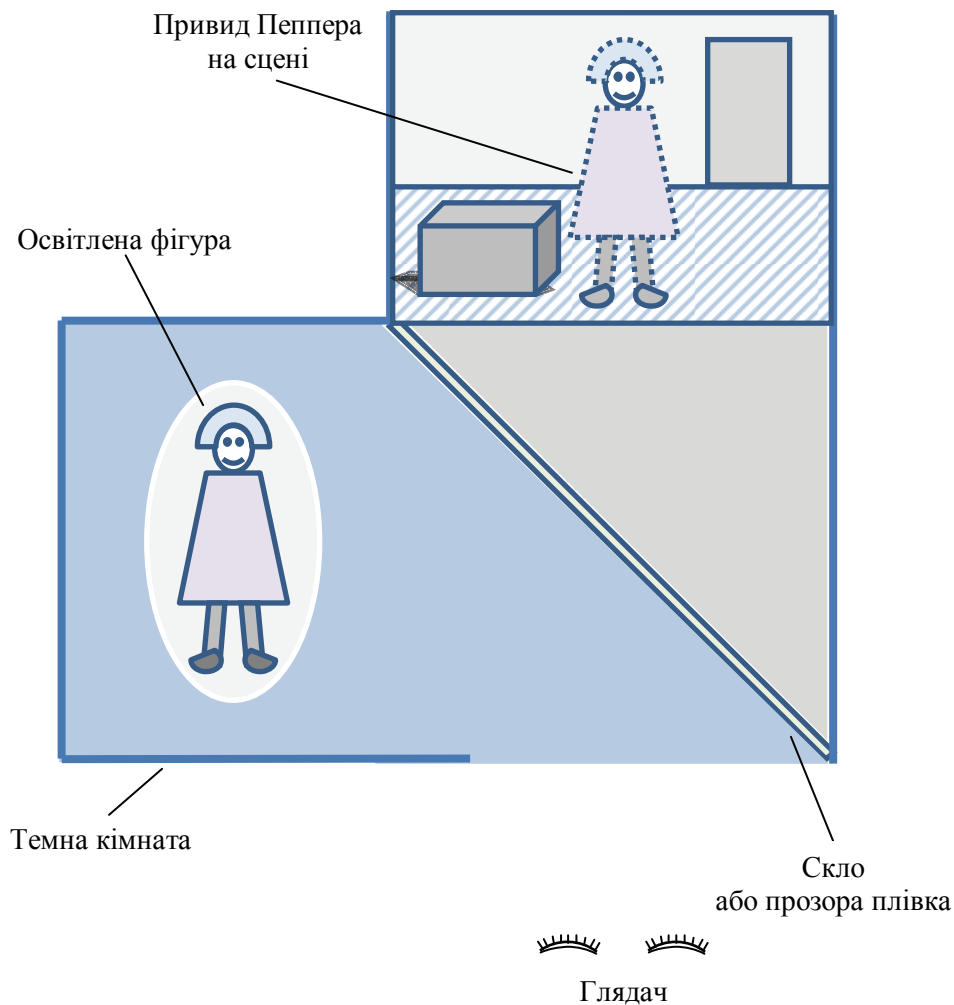 Привид Пеппера
на сцені
Освітлена фігура
Темна кімната
Скло
або прозора плівка
Глядач